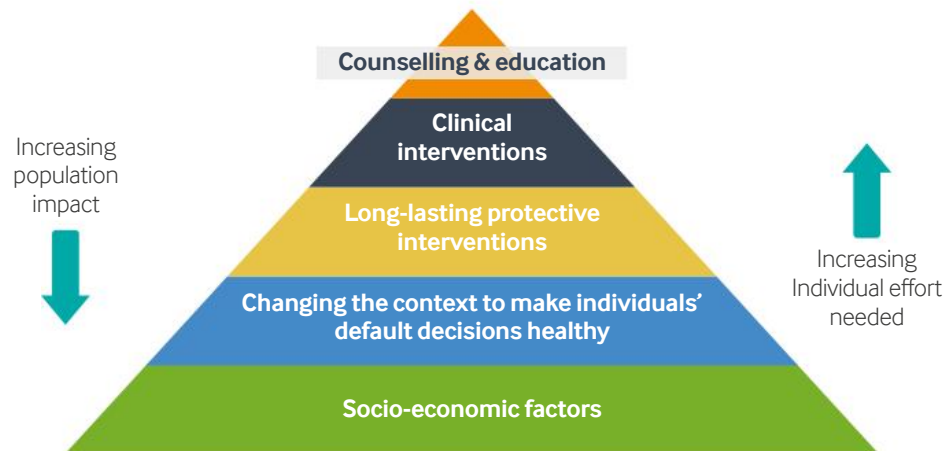 Counselling & education
Clinical
interventions
Increasing
population
impact
Long-lasting protective
interventions
Increasing
Individual effort
needed
Changing the context to make individuals’
default decisions healthy
Socio-economic factors